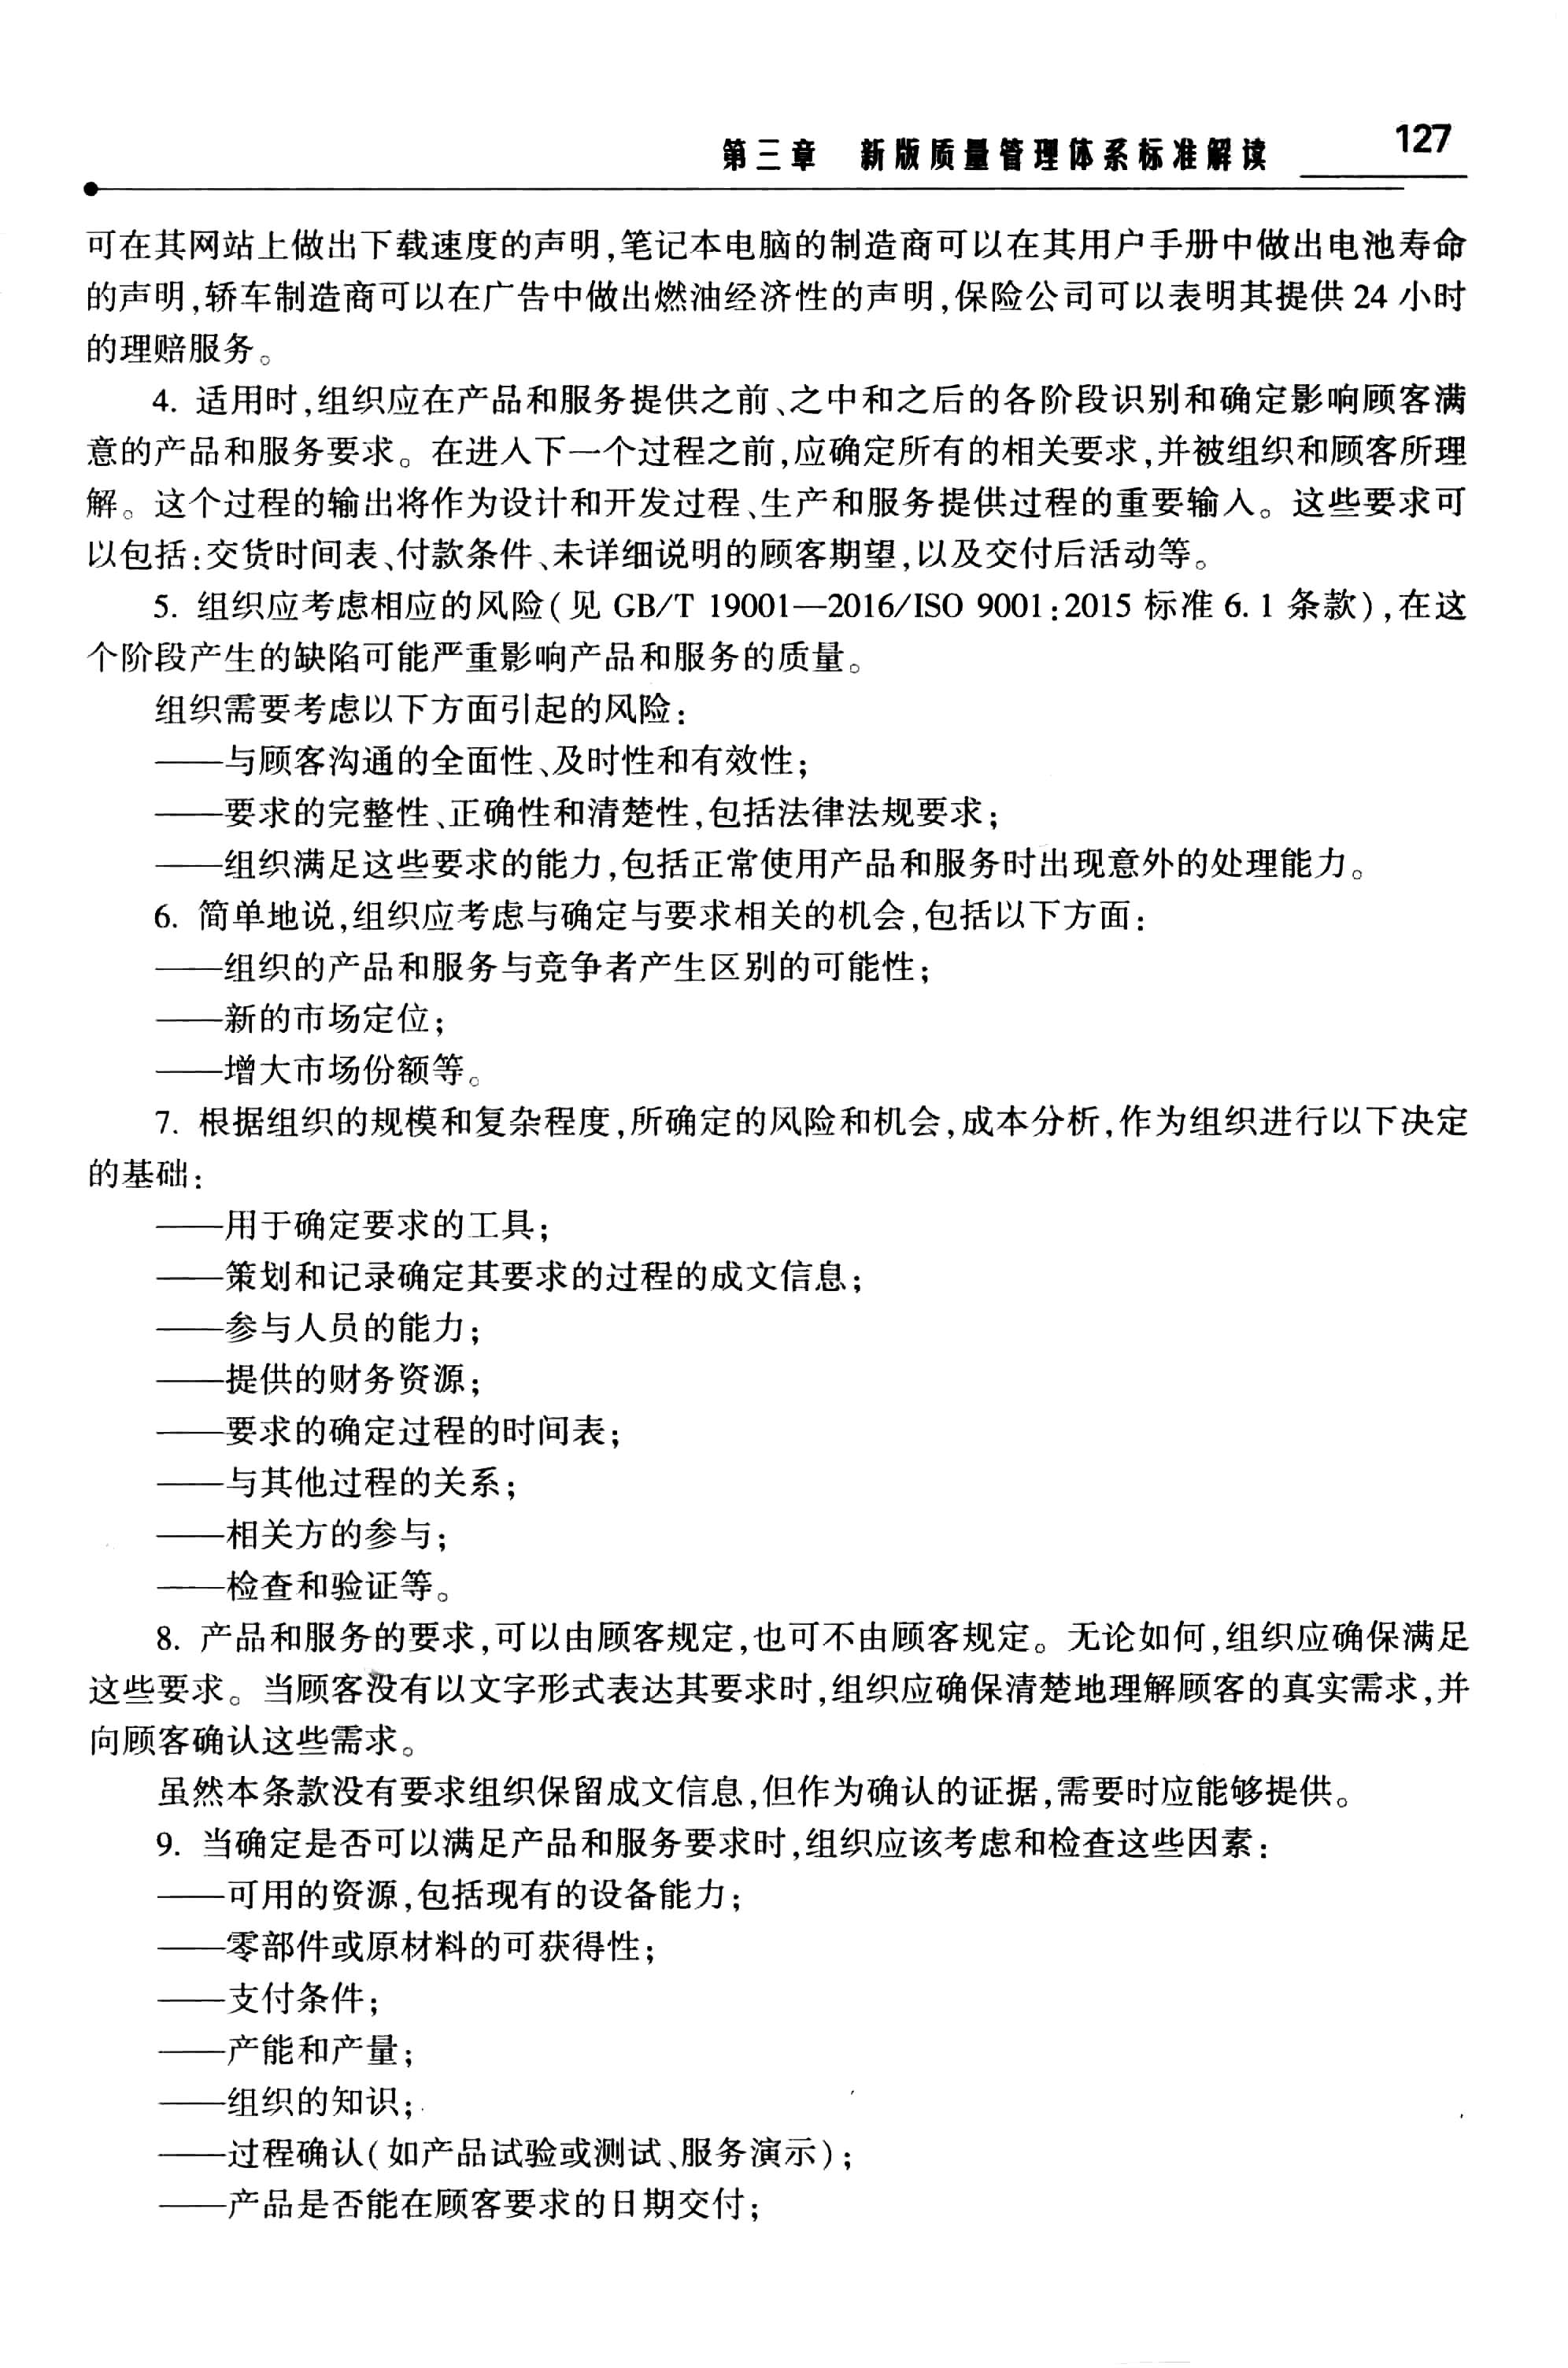 第三章 新版质量管理体系标准解读 127
可在其网站上做出下载速度的声明,笔记本电脑的制造商可以在其用户手册中做出电池寿命
的声明,轿车制造商可以在广告中做出燃油经济性的声明,保险公司可以表明其提供 24 小时
的理赔服务。
4. 适用时,组织应在产品和服务提供之前、之中和之后的各阶段识别和确定影响顾客满
意的产品和服务要求。在进入下一个过程之前,应确定所有的相关要求,并被组织和顾客所理
解。这个过程的输出将作为设计和开发过程、生产和服务提供过程的重要输入。这些要求可
以包括:交货时间表、付款条件、未详细说明的顾客期望,以及交付后活动等。
5. 组织应考虑相应的风险(见 GB/T 19001—2016/ISO 9001:2015 标准 6.1 条款),在这
个阶段产生的缺陷可能严重影响产品和服务的质量。
组织需要考虑以下方面引起的风险:
——与顾客沟通的全面性、及时性和有效性;
——要求的完整性、正确性和清楚性,包括法律法规要求;
——组织满足这些要求的能力,包括正常使用产品和服务时出现意外的处理能力。
6. 简单地说,组织应考虑与确定与要求相关的机会,包括以下方面:
——组织的产品和服务与竞争者产生区别的可能性;
——新的市场定位;
——增大市场份额等。
7. 根据组织的规模和复杂程度,所确定的风险和机会,成本分析,作为组织进行以下决定
的基础:
——用于确定要求的工具;
——策划和记录确定其要求的过程的成文信息;
——参与人员的能力;
——提供的财务资源;
——要求的确定过程的时间表;
——与其他过程的关系;
——相关方的参与;
——检查和验证等。
8. 产品和服务的要求,可以由顾客规定,也可不由顾客规定。无论如何,组织应确保满足
这些要求。当顾客没有以文字形式表达其要求时,组织应确保清楚地理解顾客的真实需求,并
向顾客确认这些需求。
虽然本条款没有要求组织保留成文信息,但作为确认的证据,需要时应能够提供。
9. 当确定是否可以满足产品和服务要求时,组织应该考虑和检查这些因素:
——可用的资源,包括现有的设备能力;
——零部件或原材料的可获得性;
——支付条件;
——产能和产量;
——组织的知识;
——过程确认(如产品试验或测试、服务演示);
——产品是否能在顾客要求的日期交付;